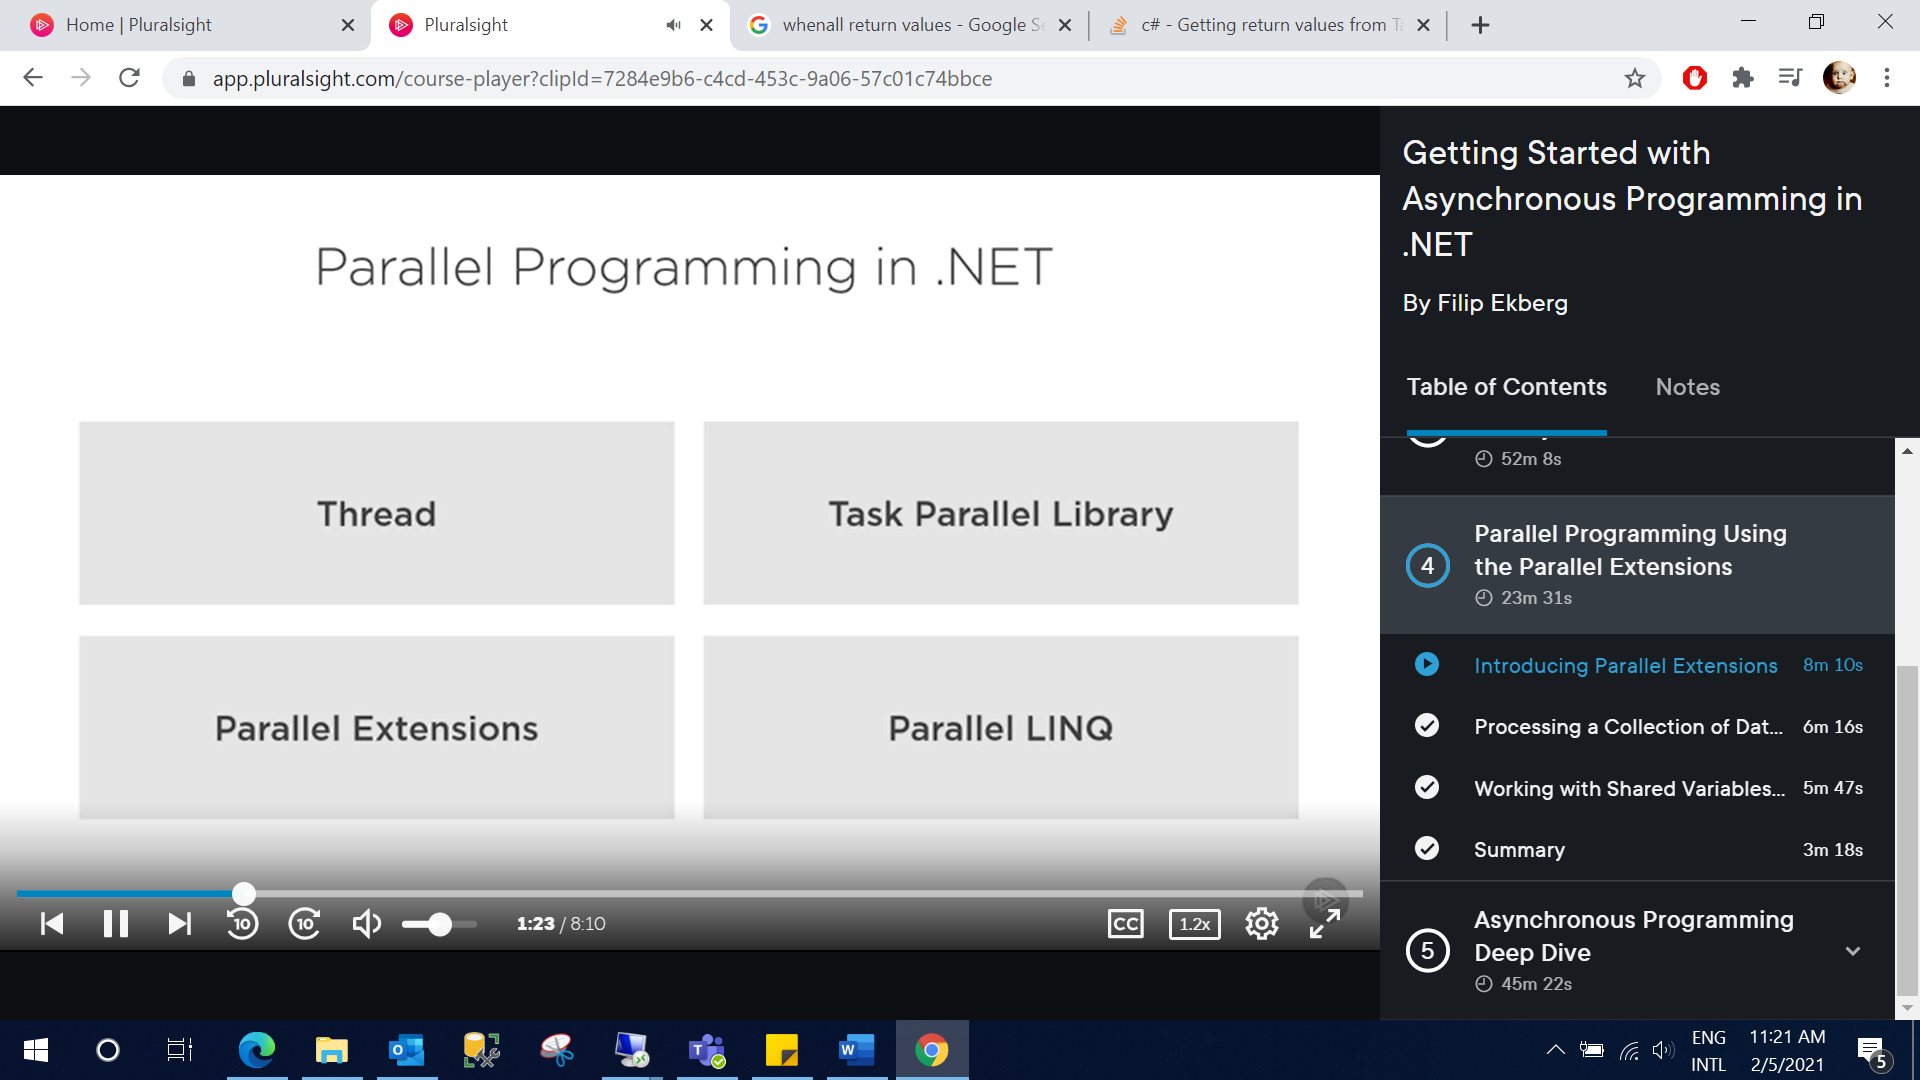 Home | Pluralsight
Pluralsight
whenall return values - Google Se
c# - Getting return values from Ta
app.pluralsight.com/course-player?clipId=7284e9b6-c4cd-453c-9a06-57c01c74bbce
Parallel Programming in .NET
Thread
Task Parallel Library
Parallel Extensions
Parallel LINQ
10
10
1:23 / 8:10
CC
1.2x
Getting Started with
Asynchronous Programming in
.NET
By Filip Ekberg
Table of Contents
Notes
52m 8s
4
Parallel Programming Using
the Parallel Extensions
23m 31s
Introducing Parallel Extensions 8m 10s
Processing a Collection of Dat... 6m 16s
Working with Shared Variables... 5m 47s
Summary 3m 18s
5
Asynchronous Programming
Deep Dive
45m 22s
ENG
INTL
11:21 AM
2/5/2021
5